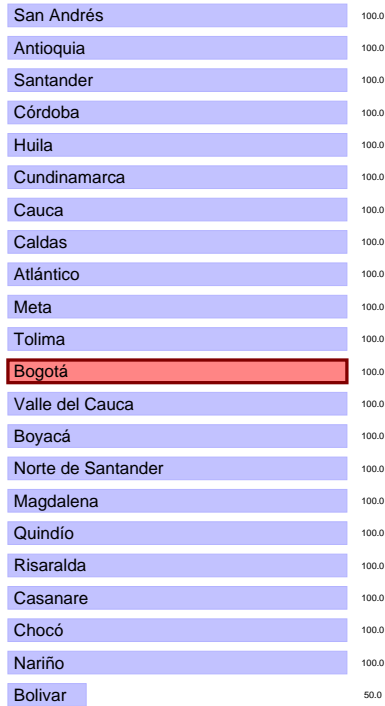 San Andrés 100.0
Antioquia 100.0
Santander 100.0
Córdoba 100.0
Huila 100.0
Cundinamarca 100.0
Cauca 100.0
Caldas 100.0
Atlántico 100.0
Meta 100.0
Tolima 100.0
Bogotá 100.0
Valle del Cauca 100.0
Boyacá 100.0
Norte de Santander 100.0
Magdalena 100.0
Quindío 100.0
Risaralda 100.0
Casanare 100.0
Chocó 100.0
Nariño 100.0
Bolivar 50.0